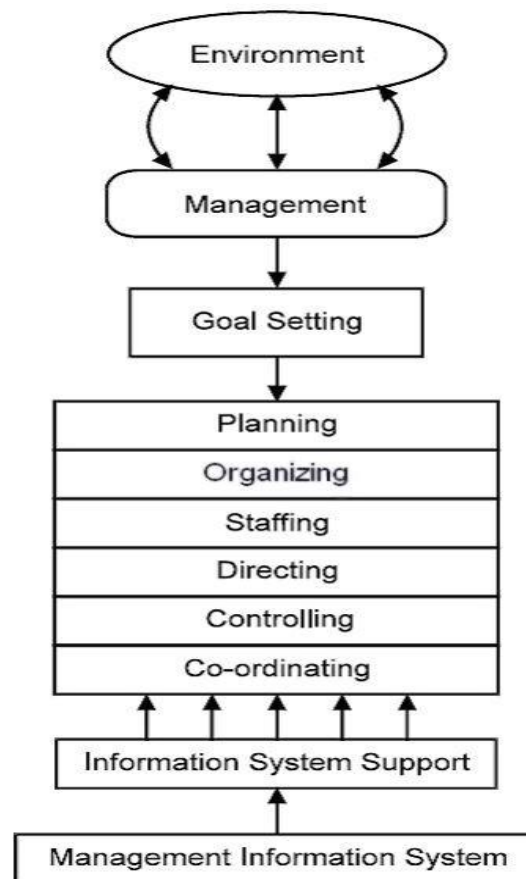 Environment
Management
Goal Setting
Planning
Organizing
Staffing
Directing
Controlling
Co-ordinating
Information System Support
Management Information System